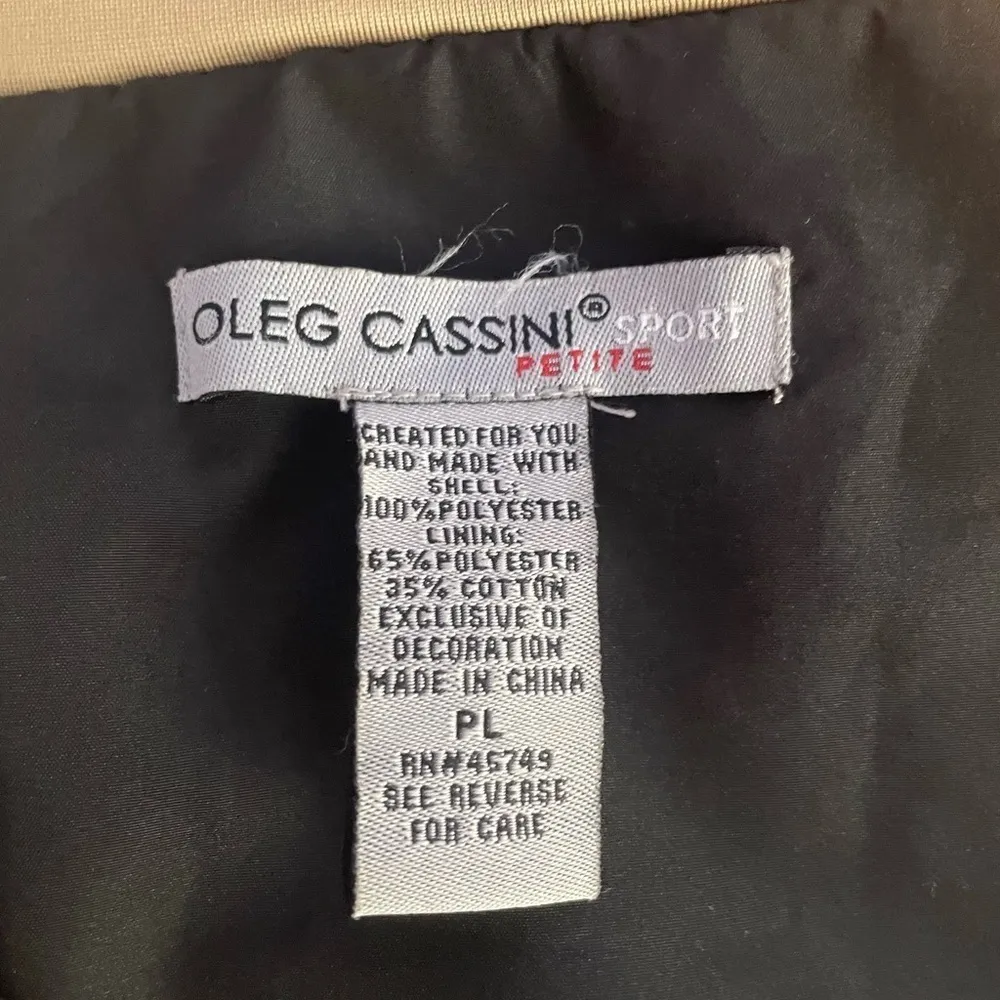 OLEG CASSINI® SPORT
PETITE
CREATED FOR YOU
AND MADE WITH
SHELL:
100%POLYESTER
LINING:
65%POLYESTER
35% COTTON
EXCLUSIVE OF
DECORATION
MADE IN CHINA
PL
RN#45749
SEE REVERSE
FOR CARE